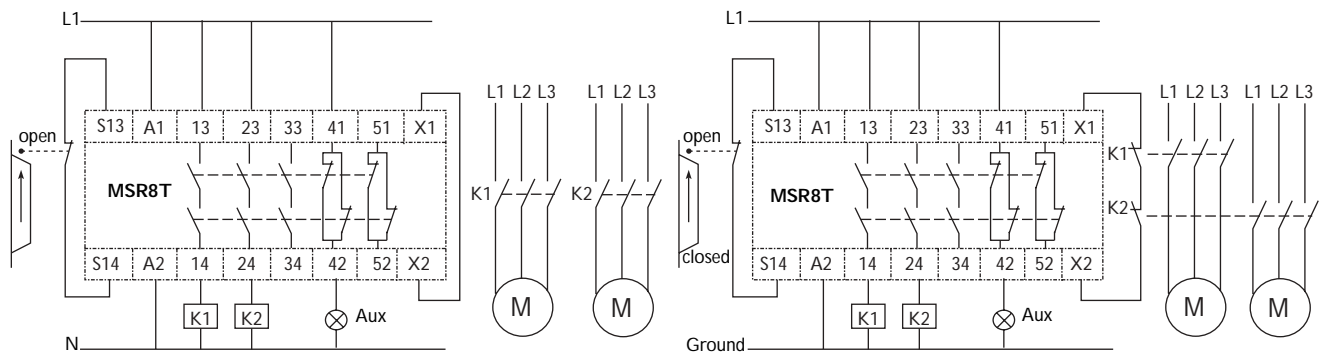 L1
L1 L2 L3 L1 L2 L3
S13 A1 13 23 33 41 51 X1
open
MSR8T
K1 K2
S14 A2 14 24 34 42 52 X2
M M
K1 K2 Aux
N
L1
L1 L2 L3 L1 L2 L3
S13 A1 13 23 33 41 51 X1
open
K1
MSR8T
K2
closed
S14 A2 14 24 34 42 52 X2
M M
K1 K2 Aux
Ground